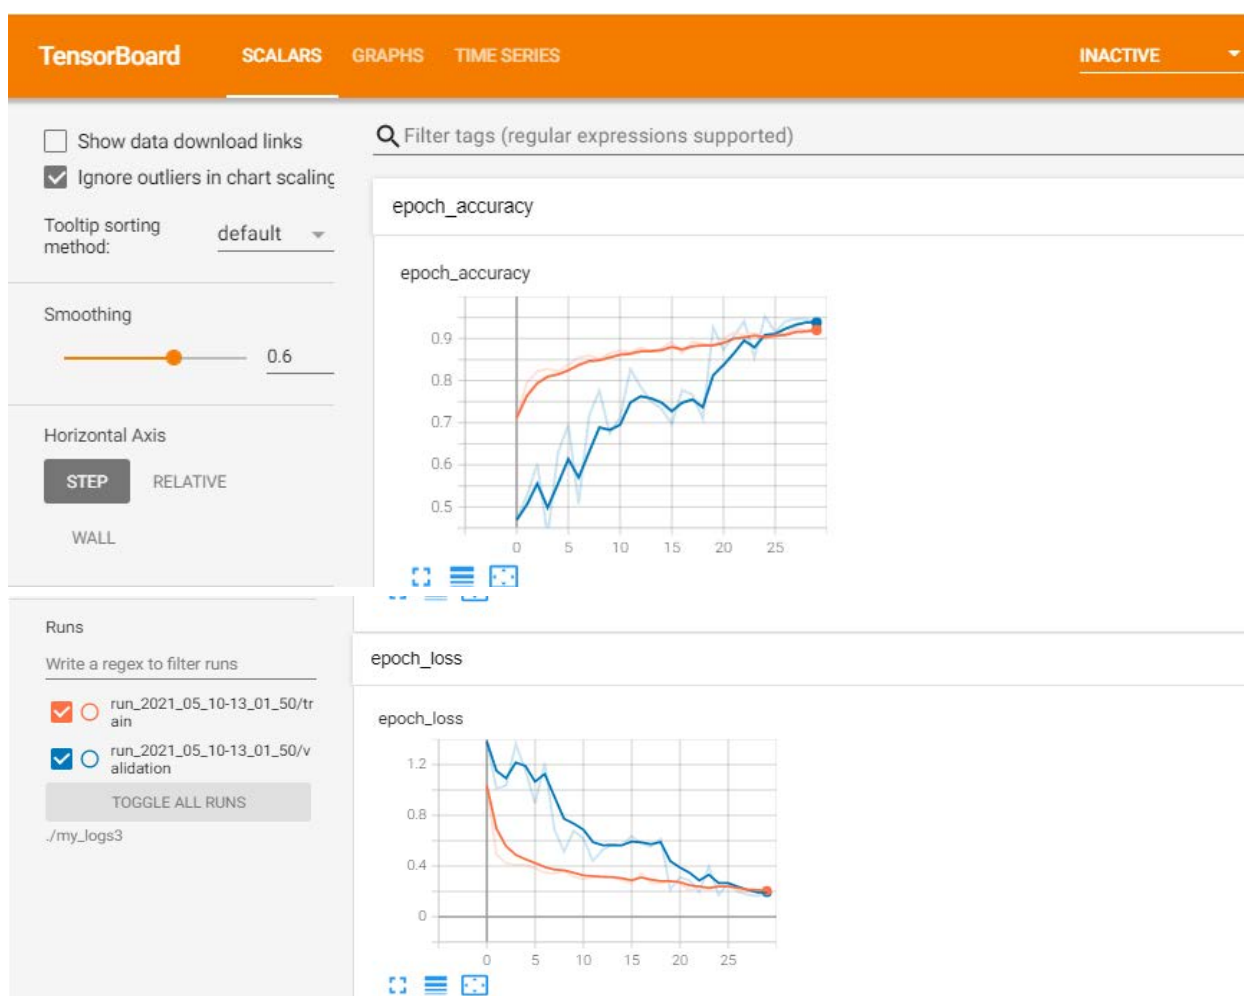 TensorBoard SCALARS GRAPHS TIME SERIES INACTIVE
Show data download links
Ignore outliers in chart scaling
Tooltip sorting
method:
default
Smoothing
0.6
Horizontal Axis
STEP RELATIVE
WALL
Filter tags (regular expressions supported)
epoch_accuracy
epoch_accuracy
0.9
0.8
0.7
0.6
0.5
0 5 10 15 20 25
Runs
Write a regex to filter runs
run_2021_05_10-13_01_50/tr
ain
run_2021_05_10-13_01_50/v
alidation
TOGGLE ALL RUNS
./my_logs3
epoch_loss
epoch_loss
1.2
0.8
0.4
0
0 5 10 15 20 25